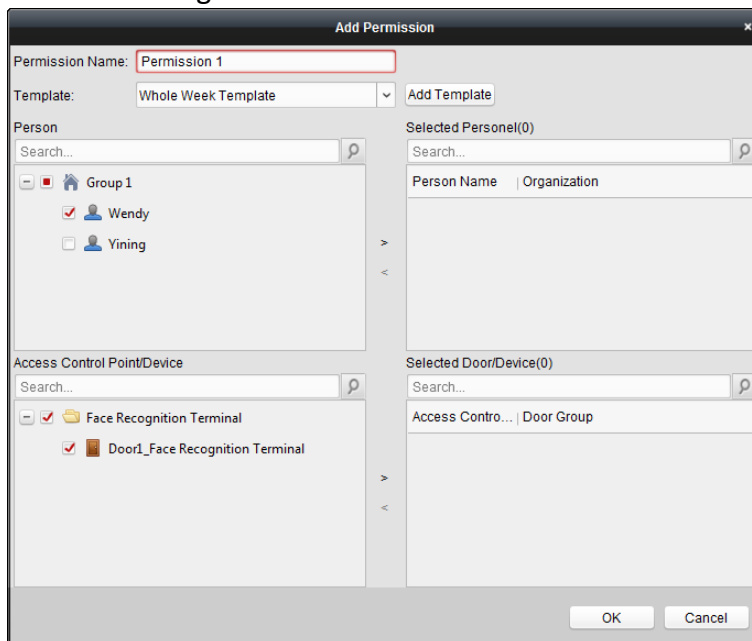 Add Permission
Permission Name: Permission 1
Template: Whole Week Template Add Template
Person
Search...
Group 1
Wendy
Yining
Selected Personel(0)
Search...
Person Name Organization
>
<
Access Control Point/Device
Search...
Face Recognition Terminal
Door1_Face Recognition Terminal
Selected Door/Device(0)
Search...
Access Contro... Door Group
>
<
OK Cancel